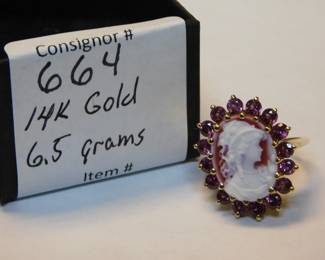 Consignor #
664
14K Gold
6.5 grams
Item #